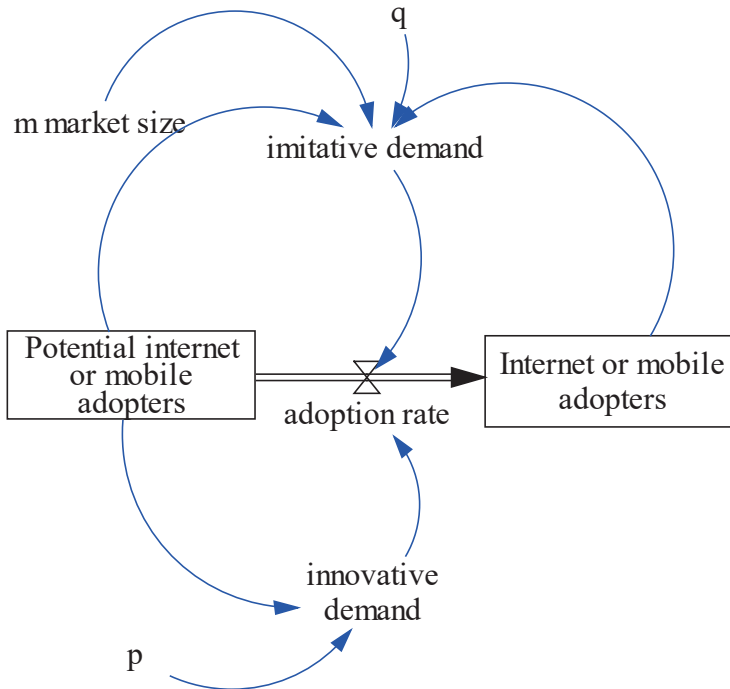 q
m market size
imitative demand
Potential internet
or mobile
adopters
adoption rate
Internet or mobile
adopters
innovative
demand
p